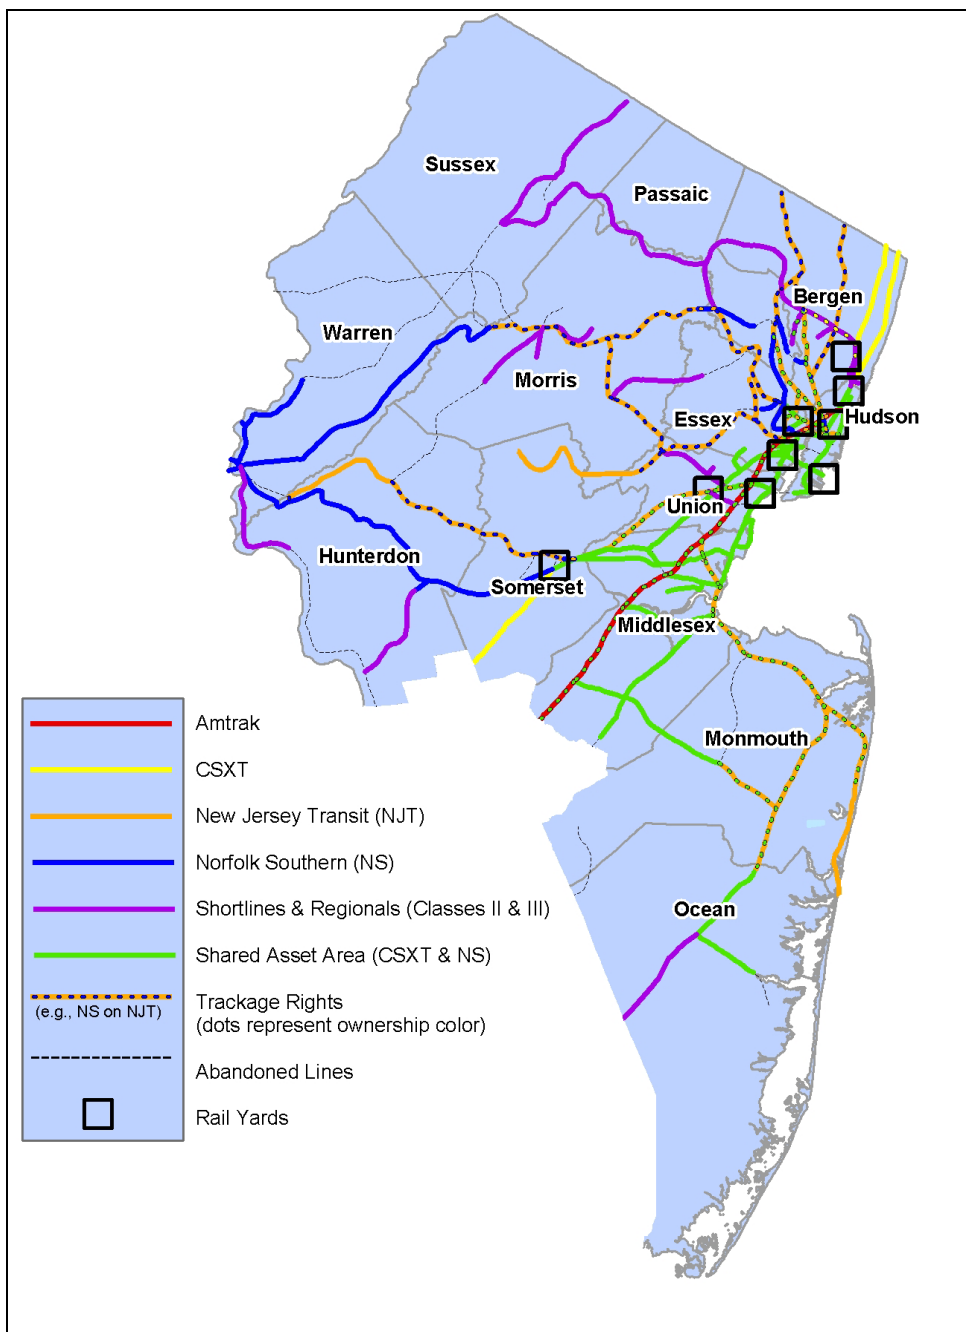 Sussex
Passaic
Bergen
Warren
Morris
Essex
Hudson
Union
Hunterdon
Somerset
Middlesex
Monmouth
Ocean
Amtrak
CSXT
New Jersey Transit (NJT)
Norfolk Southern (NS)
Shortlines & Regionals (Classes II & III)
Shared Asset Area (CSXT & NS)
(e.g., NS on NJT)
Trackage Rights
(dots represent ownership color)
Abandoned Lines
Rail Yards